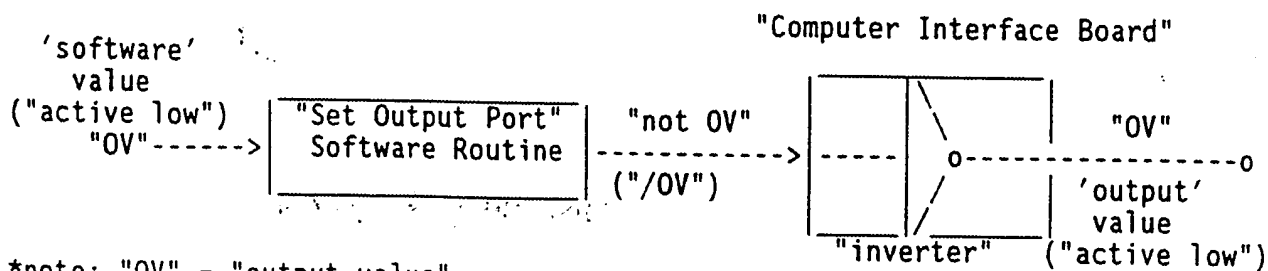 "Computer Interface Board"
'software'
value
("active low")
"OV"------>
"Set Output Port"
Software Routine
"not OV"
------------>
("/OV")
-----
o-----------------o
"inverter"
"OV"
'output'
value
("active low")
*note: "OV" = "output value"